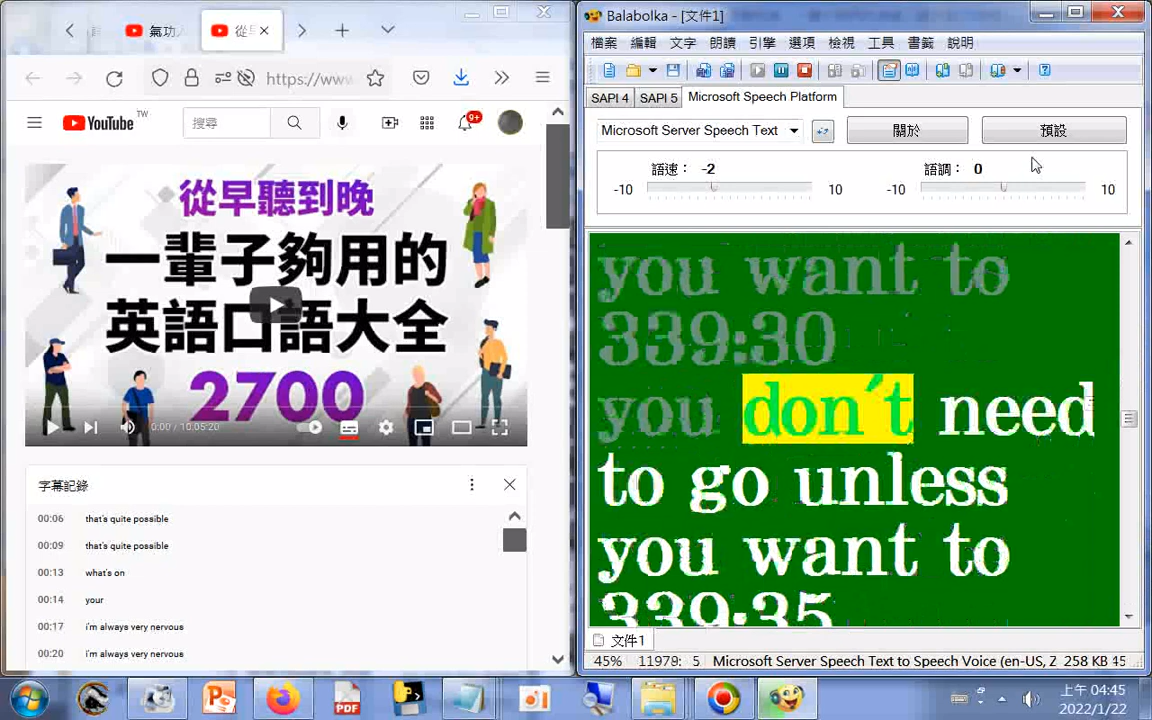 氣功
從
https://www
YouTube TW
搜尋
9+
從早聽到晚
一輩子夠用的
英語口語大全
2700
0:00 / 10:05:20
字幕記錄
00:06 that's quite possible
00:09 that's quite possible
00:13 what's on
00:14 your
00:17 i'm always very nervous
00:20 i'm always very nervous
Balabolka - [文件1]
檔案 編輯 文字 朗讀 引擎 選項 檢視 工具 書籤 說明
SAPI 4 SAPI 5 Microsoft Speech Platform
Microsoft Server Speech Text 關於 預設
語速： -2 語調： 0
-10 10 -10 10
you want to
339:30
you don´t need
to go unless
you want to
339:35
文件1
45% 11979: 5 Microsoft Server Speech Text to Speech Voice (en-US, Z 258 KB 45
PDF
上午 04:45
2022/1/22